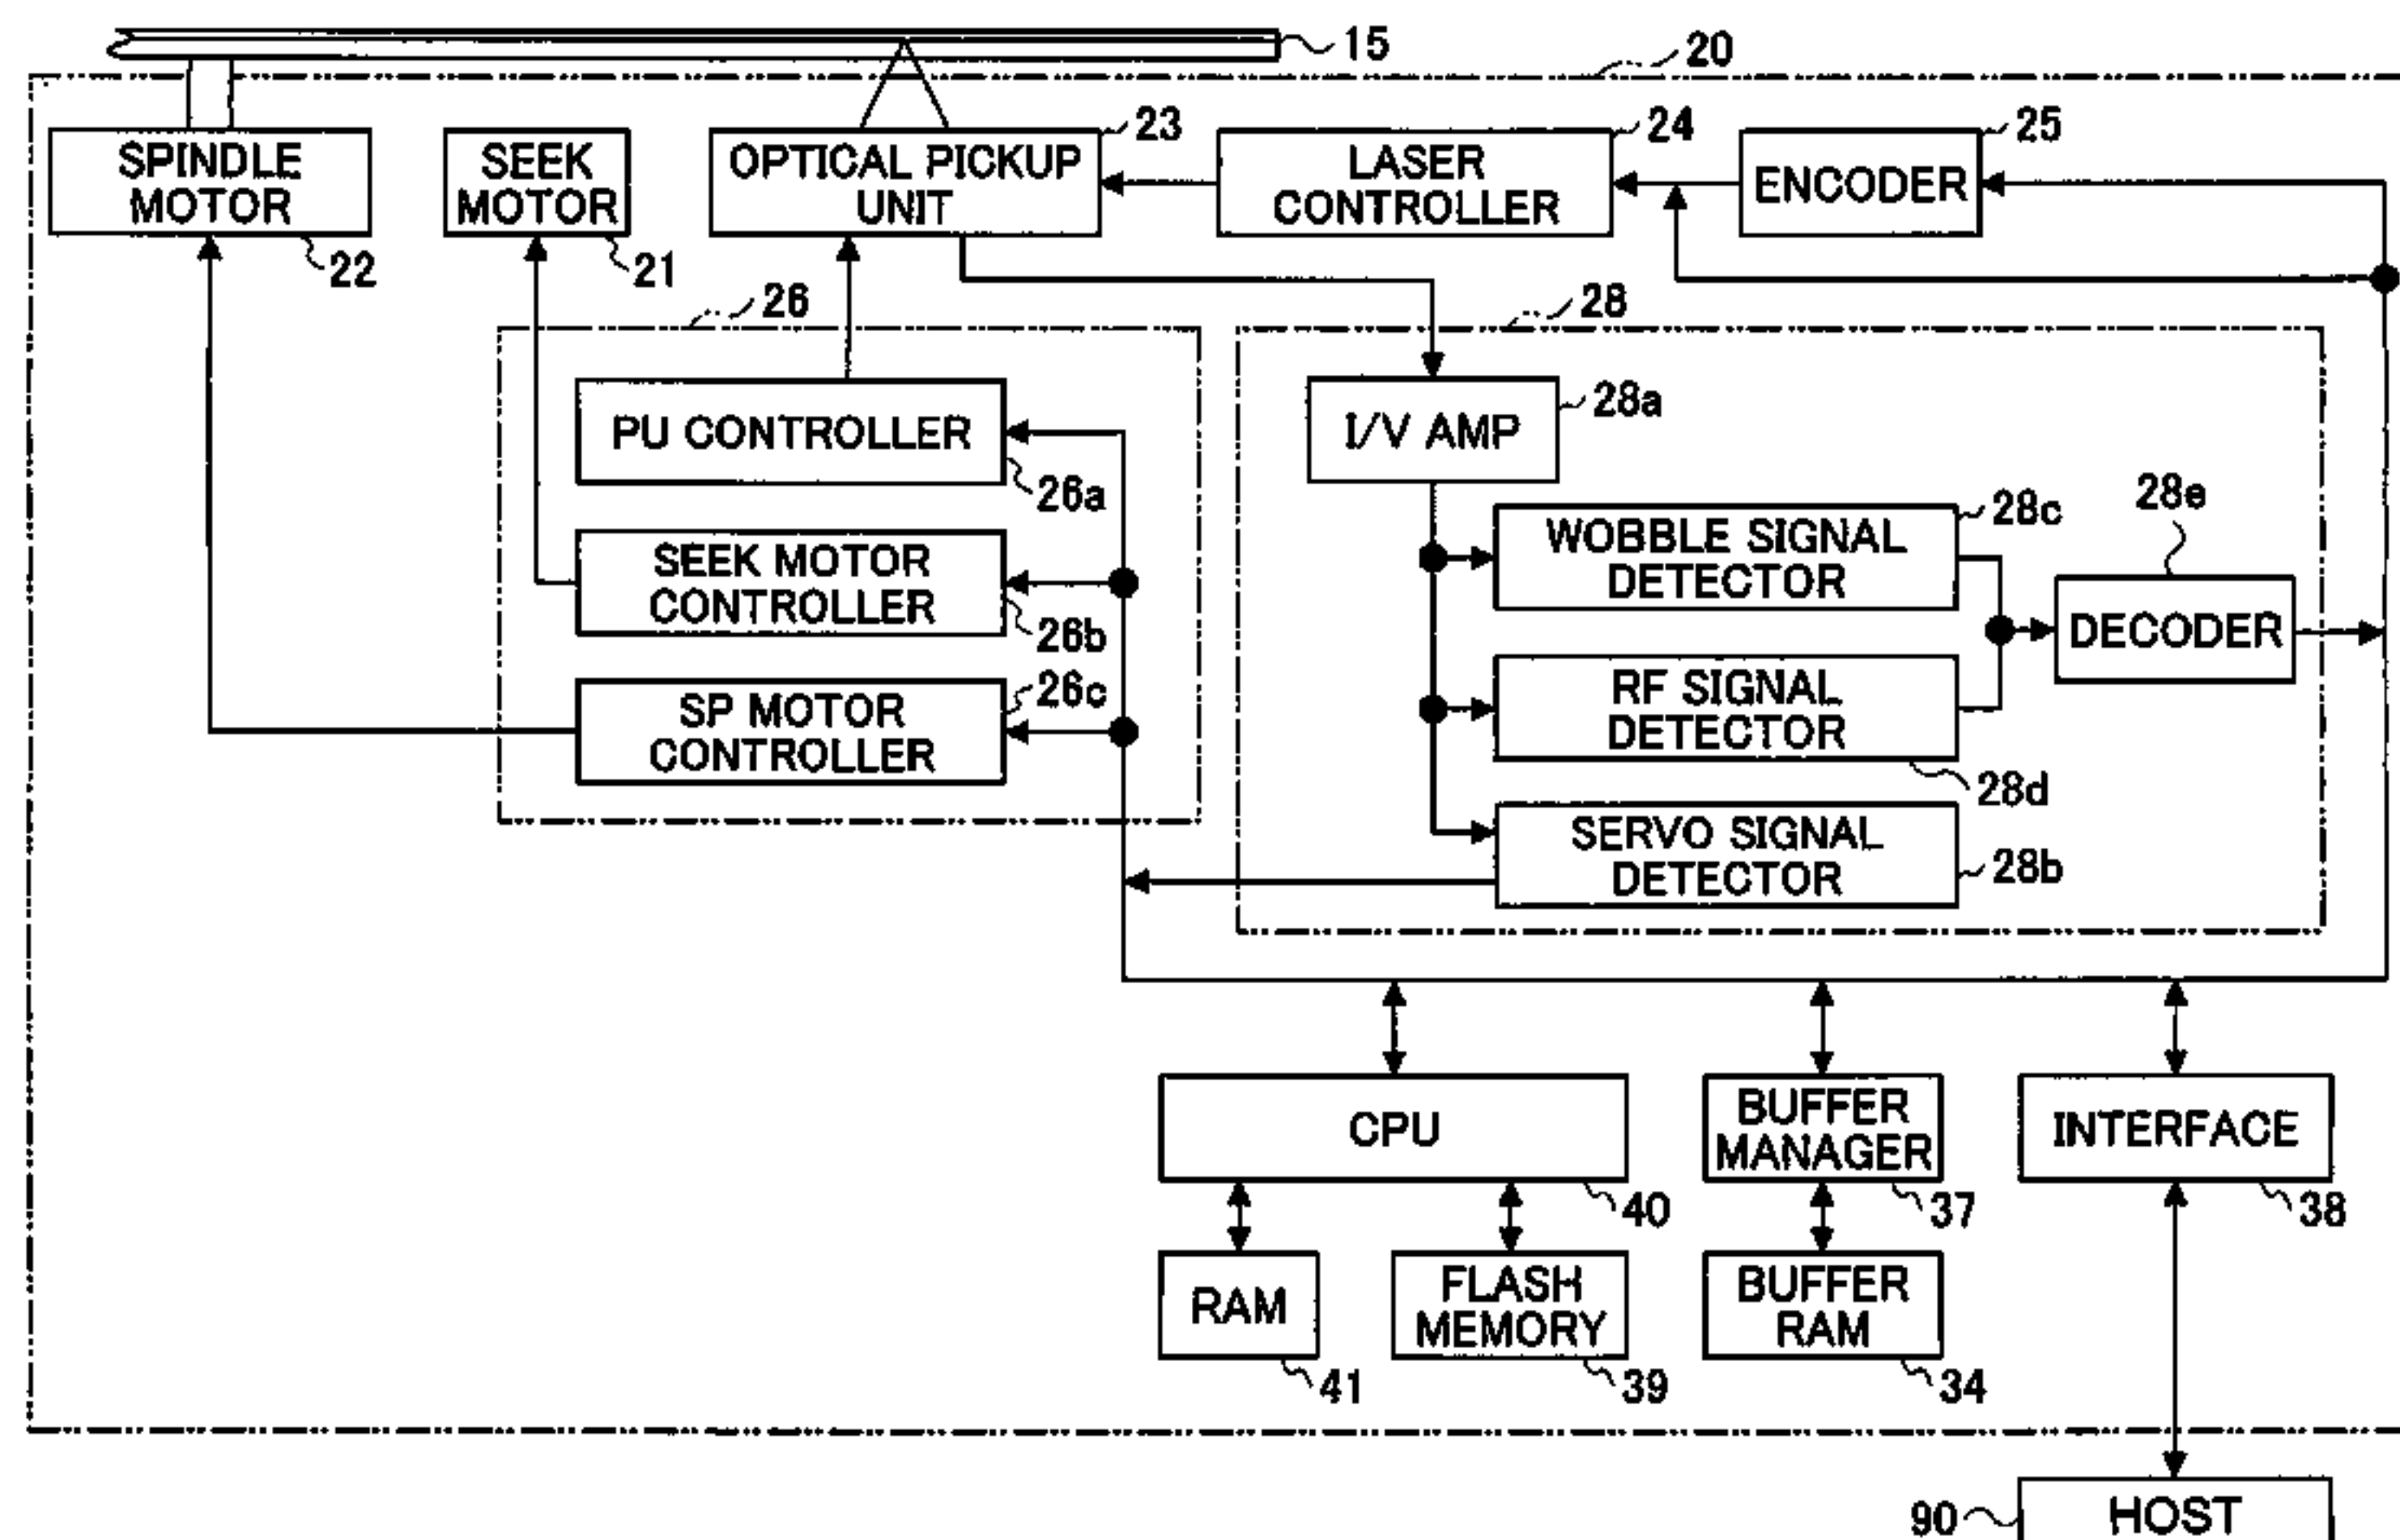 15
20
23
24
25
SPINDLE
MOTOR
SEEK
MOTOR
OPTICAL PICKUP
UNIT
LASER
CONTROLLER
ENCODER
22
21
26
28
PU CONTROLLER
26a
I/V AMP
28a
SEEK MOTOR
CONTROLLER
26b
WOBBLE SIGNAL
DETECTOR
28c
28e
DECODER
SP MOTOR
CONTROLLER
26c
RF SIGNAL
DETECTOR
28d
SERVO SIGNAL
DETECTOR
28b
CPU
40
BUFFER
MANAGER
37
INTERFACE
38
RAM
41
FLASH
MEMORY
39
BUFFER
RAM
34
90
HOST